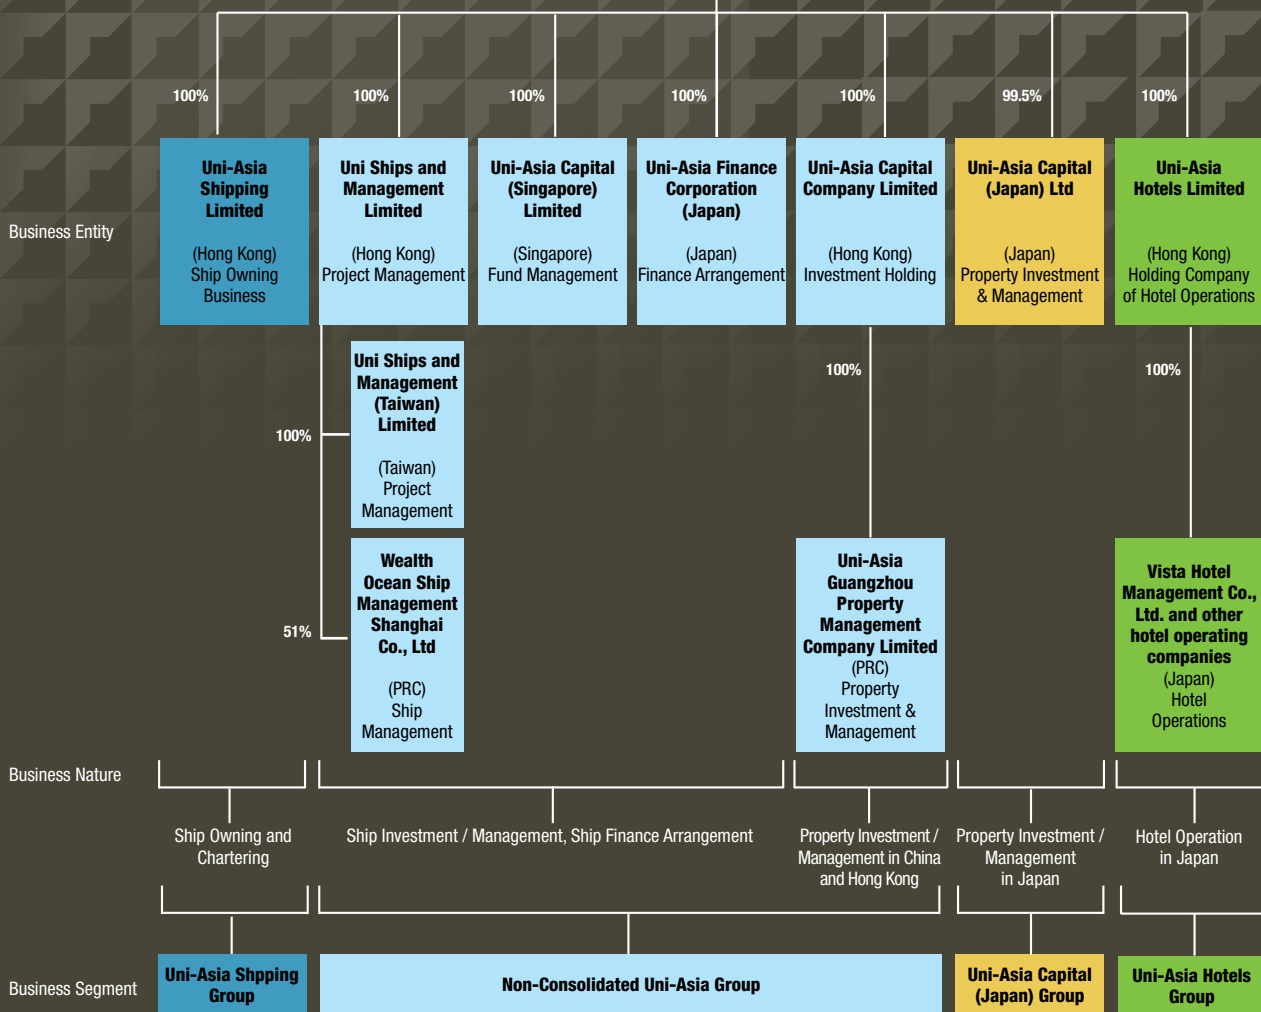 100%
100%
100%
100%
100%
99.5%
100%
Business Entity
Uni-Asia
Shipping
Limited
(Hong Kong)
Ship Owning
Business
Uni Ships and
Management
Limited
(Hong Kong)
Project Management
Uni-Asia Capital
(Singapore)
Limited
(Singapore)
Fund Management
Uni-Asia Finance
Corporation
(Japan)
(Japan)
Finance Arrangement
Uni-Asia Capital
Company Limited
(Hong Kong)
Investment Holding
Uni-Asia Capital
(Japan) Ltd
(Japan)
Property Investment
& Management
Uni-Asia
Hotels Limited
(Hong Kong)
Holding Company
of Hotel Operations
100%
Uni Ships and
Management
(Taiwan)
Limited
(Taiwan)
Project
Management
51%
Wealth
Ocean Ship
Management
Shanghai
Co., Ltd
(PRC)
Ship
Management
100%
Uni-Asia
Guangzhou
Property
Management
Company Limited
(PRC)
Property
Investment &
Management
100%
Vista Hotel
Management Co.,
Ltd. and other
hotel operating
companies
(Japan)
Hotel
Operations
Business Nature
Ship Owning and
Chartering
Ship Investment / Management, Ship Finance Arrangement
Property Investment /
Management in China
and Hong Kong
Property Investment /
Management
in Japan
Hotel Operation
in Japan
Business Segment
Uni-Asia Shpping
Group
Non-Consolidated Uni-Asia Group
Uni-Asia Capital
(Japan) Group
Uni-Asia Hotels
Group